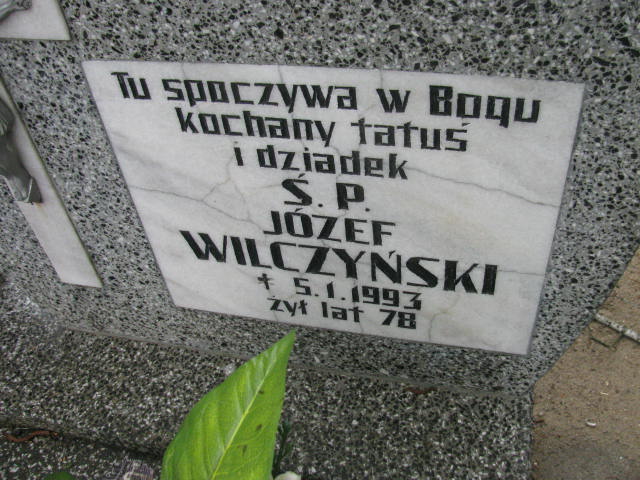 Tu spoczywa w Bogu
kochany tatuś
i dziadek
Ś. P.
JÓZEF
WILCZYŃSKI
† 5.1.1993
żył lat 78